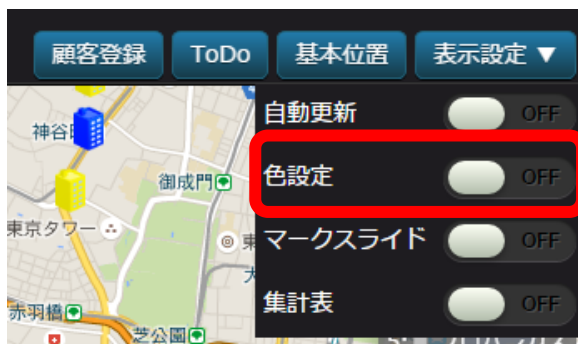 顧客登録 ToDo 基本位置 表示設定 ▼
自動更新 OFF
神谷
色設定 OFF
御成門
東京タワー
マークスライド OFF
集計表 OFF
赤羽橋
芝公園